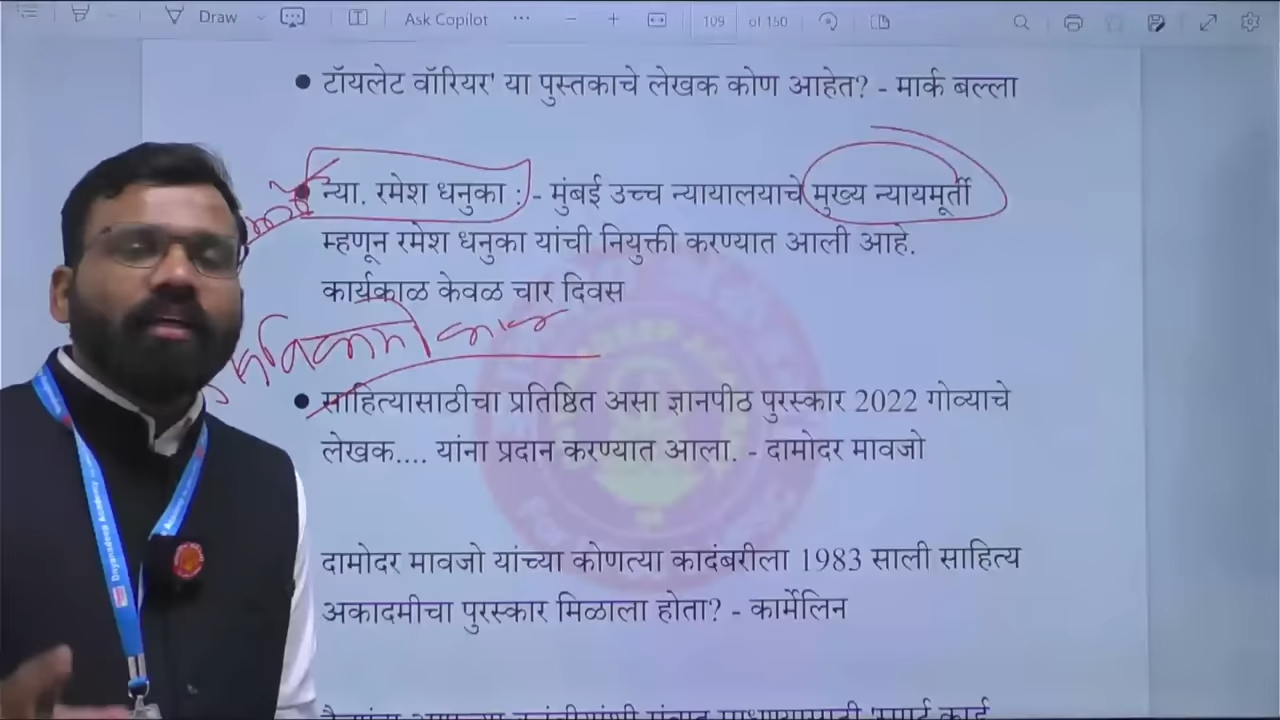 Draw
Ask Copilot
109 of 150
• टॉयलेट वॉरियर' या पुस्तकाचे लेखक कोण आहेत? - मार्क बल्ला
• न्या. रमेश धनुका : - मुंबई उच्च न्यायालयाचे मुख्य न्यायमूर्ती
म्हणून रमेश धनुका यांची नियुक्ती करण्यात आली आहे.
कार्यकाळ केवळ चार दिवस
• साहित्यासाठीचा प्रतिष्ठित असा ज्ञानपीठ पुरस्कार 2022 गोव्याचे
लेखक.... यांना प्रदान करण्यात आला. - दामोदर मावजो
दामोदर मावजो यांच्या कोणत्या कादंबरीला 1983 साली साहित्य
अकादमीचा पुरस्कार मिळाला होता? - कार्मेलिन
Dnyanadeep Academy